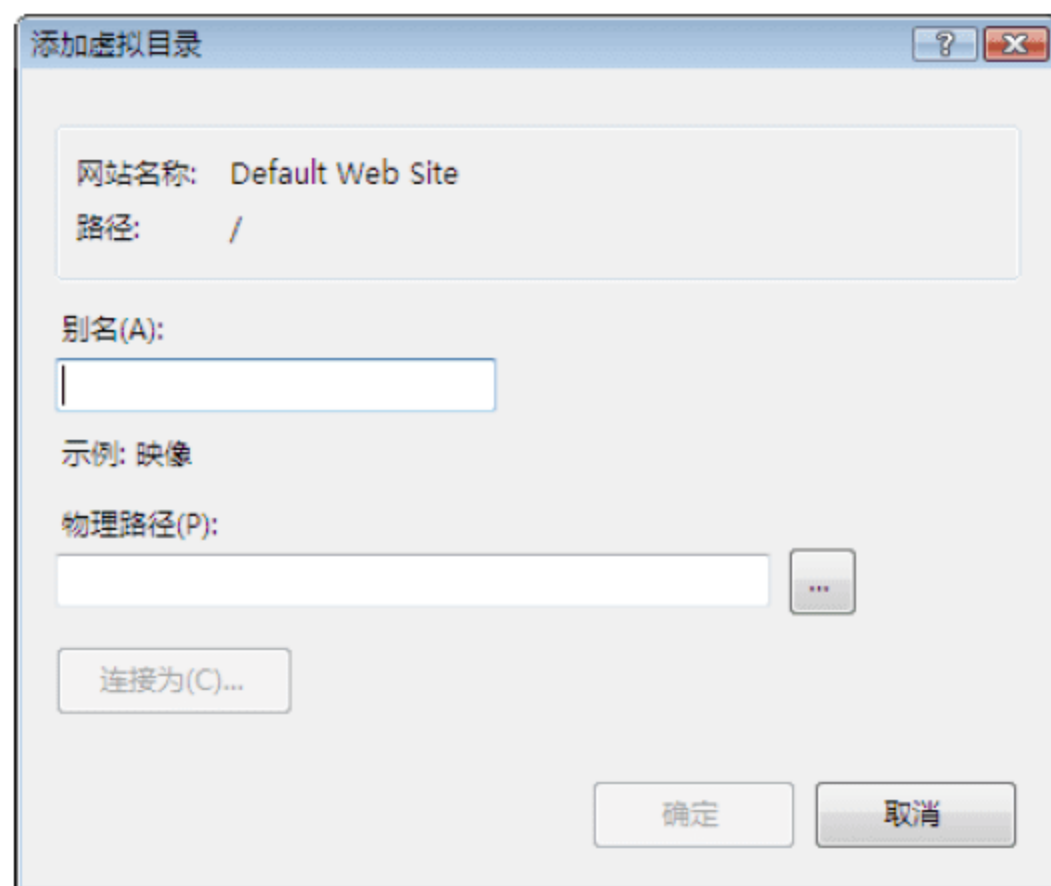 添加虚拟目录
网站名称: Default Web Site
路径: /
别名(A):
示例: 映像
物理路径(P):
...
连接为(C)...
确定 取消